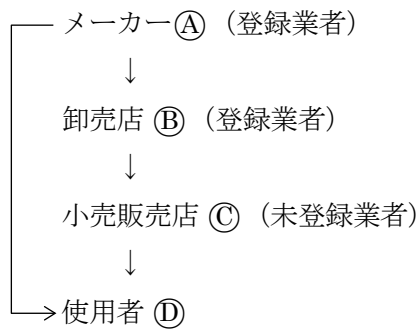 メーカーⒶ（登録業者）
↓
卸売店 Ⓑ（登録業者）
↓
小売販売店 Ⓒ（未登録業者）
↓
使用者 Ⓓ